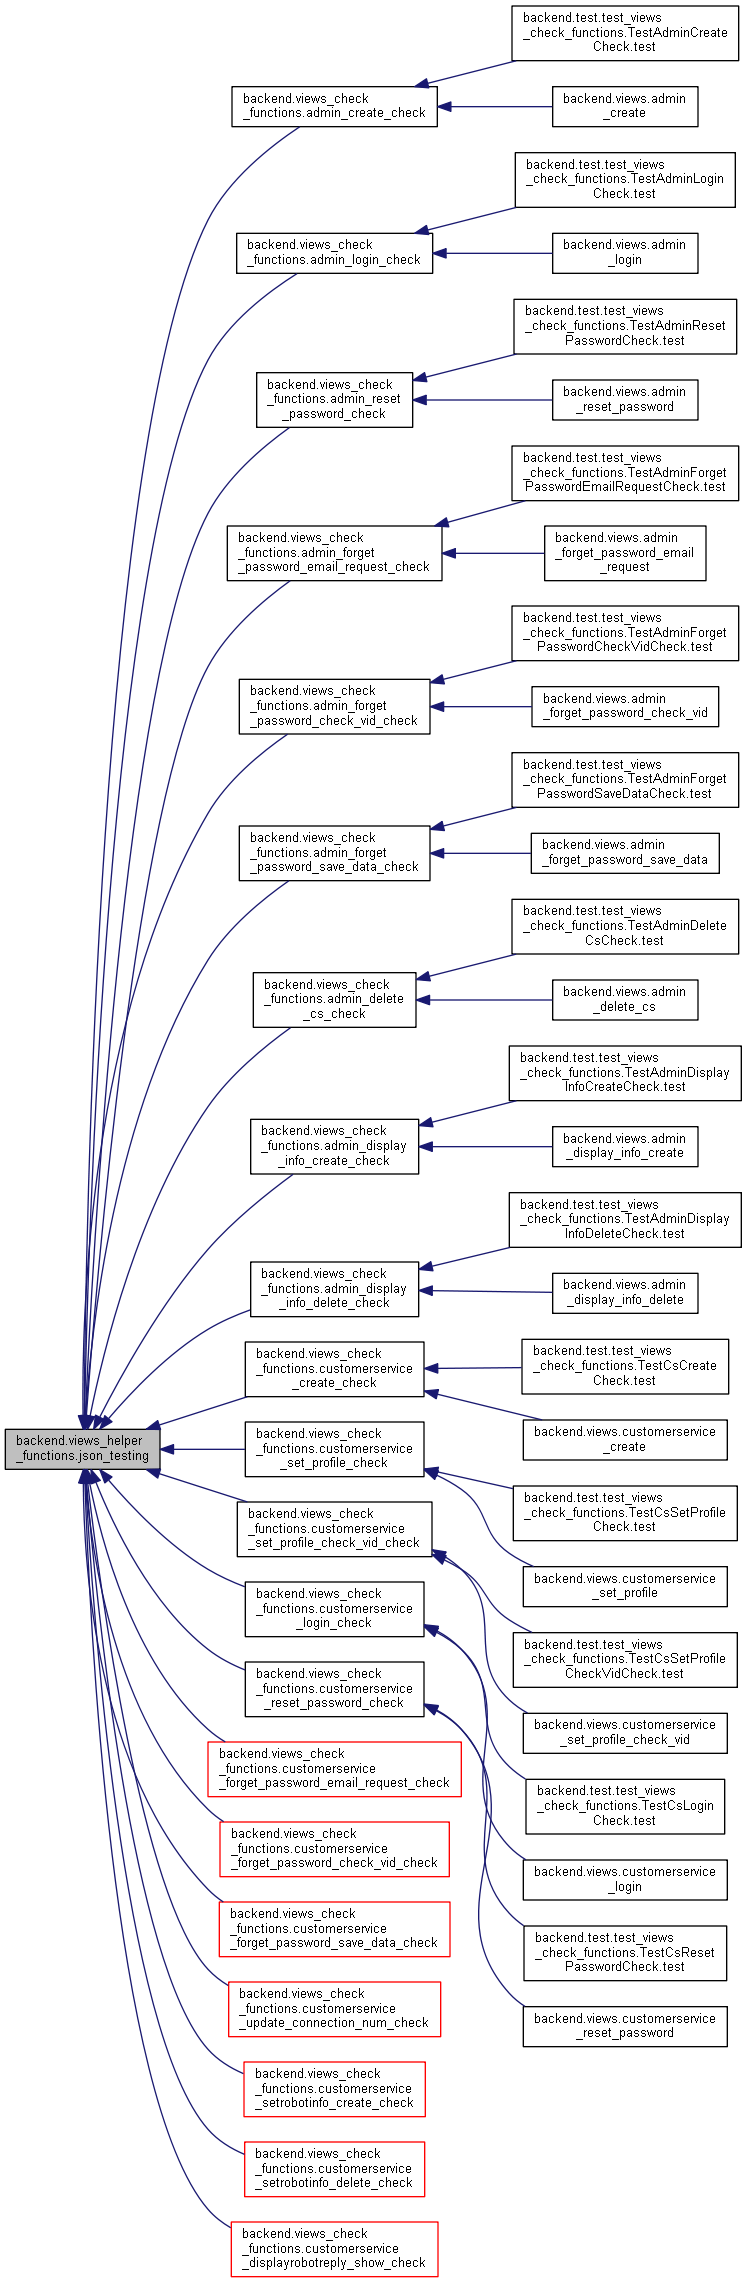 backend.test.test_views
_check_functions.TestAdminCreate
Check.test
backend.views_check
_functions.admin_create_check
backend.views.admin
_create
backend.test.test_views
_check_functions.TestAdminLogin
Check.test
backend.views_check
_functions.admin_login_check
backend.views.admin
_login
backend.test.test_views
_check_functions.TestAdminReset
PasswordCheck.test
backend.views_check
_functions.admin_reset
_password_check
backend.views.admin
_reset_password
backend.test.test_views
_check_functions.TestAdminForget
PasswordEmailRequestCheck.test
backend.views_check
_functions.admin_forget
_password_email_request_check
backend.views.admin
_forget_password_email
_request
backend.test.test_views
_check_functions.TestAdminForget
PasswordCheckVidCheck.test
backend.views_check
_functions.admin_forget
_password_check_vid_check
backend.views.admin
_forget_password_check_vid
backend.test.test_views
_check_functions.TestAdminForget
PasswordSaveDataCheck.test
backend.views_check
_functions.admin_forget
_password_save_data_check
backend.views.admin
_forget_password_save_data
backend.test.test_views
_check_functions.TestAdminDelete
CsCheck.test
backend.views_check
_functions.admin_delete
_cs_check
backend.views.admin
_delete_cs
backend.test.test_views
_check_functions.TestAdminDisplay
InfoCreateCheck.test
backend.views_check
_functions.admin_display
_info_create_check
backend.views.admin
_display_info_create
backend.test.test_views
_check_functions.TestAdminDisplay
InfoDeleteCheck.test
backend.views_check
_functions.admin_display
_info_delete_check
backend.views.admin
_display_info_delete
backend.views_check
_functions.customerservice
_create_check
backend.test.test_views
_check_functions.TestCsCreate
Check.test
backend.views.customerservice
_create
backend.views_helper
_functions.json_testing
backend.views_check
_functions.customerservice
_set_profile_check
backend.test.test_views
_check_functions.TestCsSetProfile
Check.test
backend.views.customerservice
_set_profile
backend.views_check
_functions.customerservice
_set_profile_check_vid_check
backend.test.test_views
_check_functions.TestCsSetProfile
CheckVidCheck.test
backend.views.customerservice
_set_profile_check_vid
backend.views_check
_functions.customerservice
_login_check
backend.test.test_views
_check_functions.TestCsLogin
Check.test
backend.views.customerservice
_login
backend.views_check
_functions.customerservice
_reset_password_check
backend.test.test_views
_check_functions.TestCsReset
PasswordCheck.test
backend.views.customerservice
_reset_password
backend.views_check
_functions.customerservice
_forget_password_email_request_check
backend.views_check
_functions.customerservice
_forget_password_check_vid_check
backend.views_check
_functions.customerservice
_forget_password_save_data_check
backend.views_check
_functions.customerservice
_update_connection_num_check
backend.views_check
_functions.customerservice
_setrobotinfo_create_check
backend.views_check
_functions.customerservice
_setrobotinfo_delete_check
backend.views_check
_functions.customerservice
_displayrobotreply_show_check